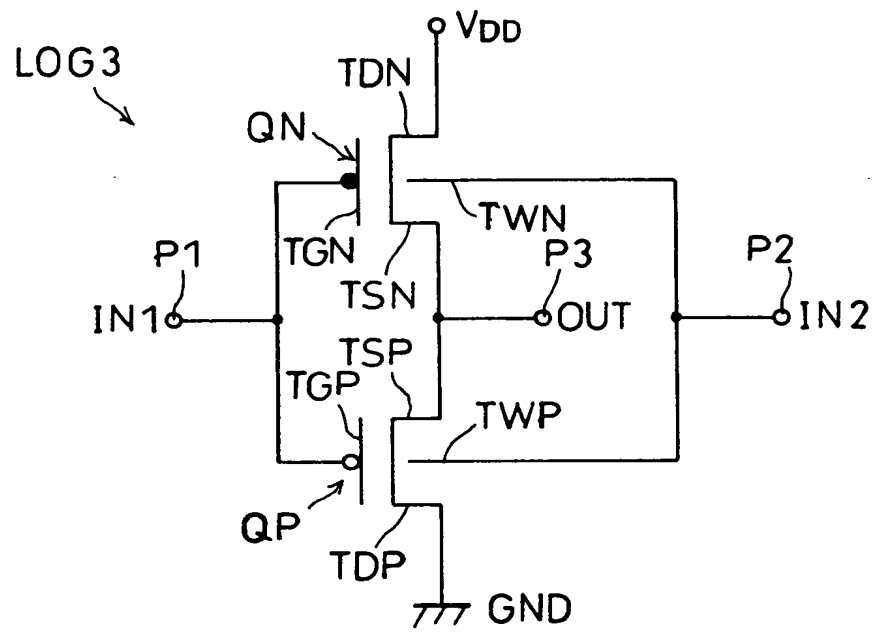 VDD
LOG3
TDN
QN
TGN
TWN
P1
TSN
P3
P2
IN1
OUT
IN2
TSP
TGP
TWP
QP
TDP
GND